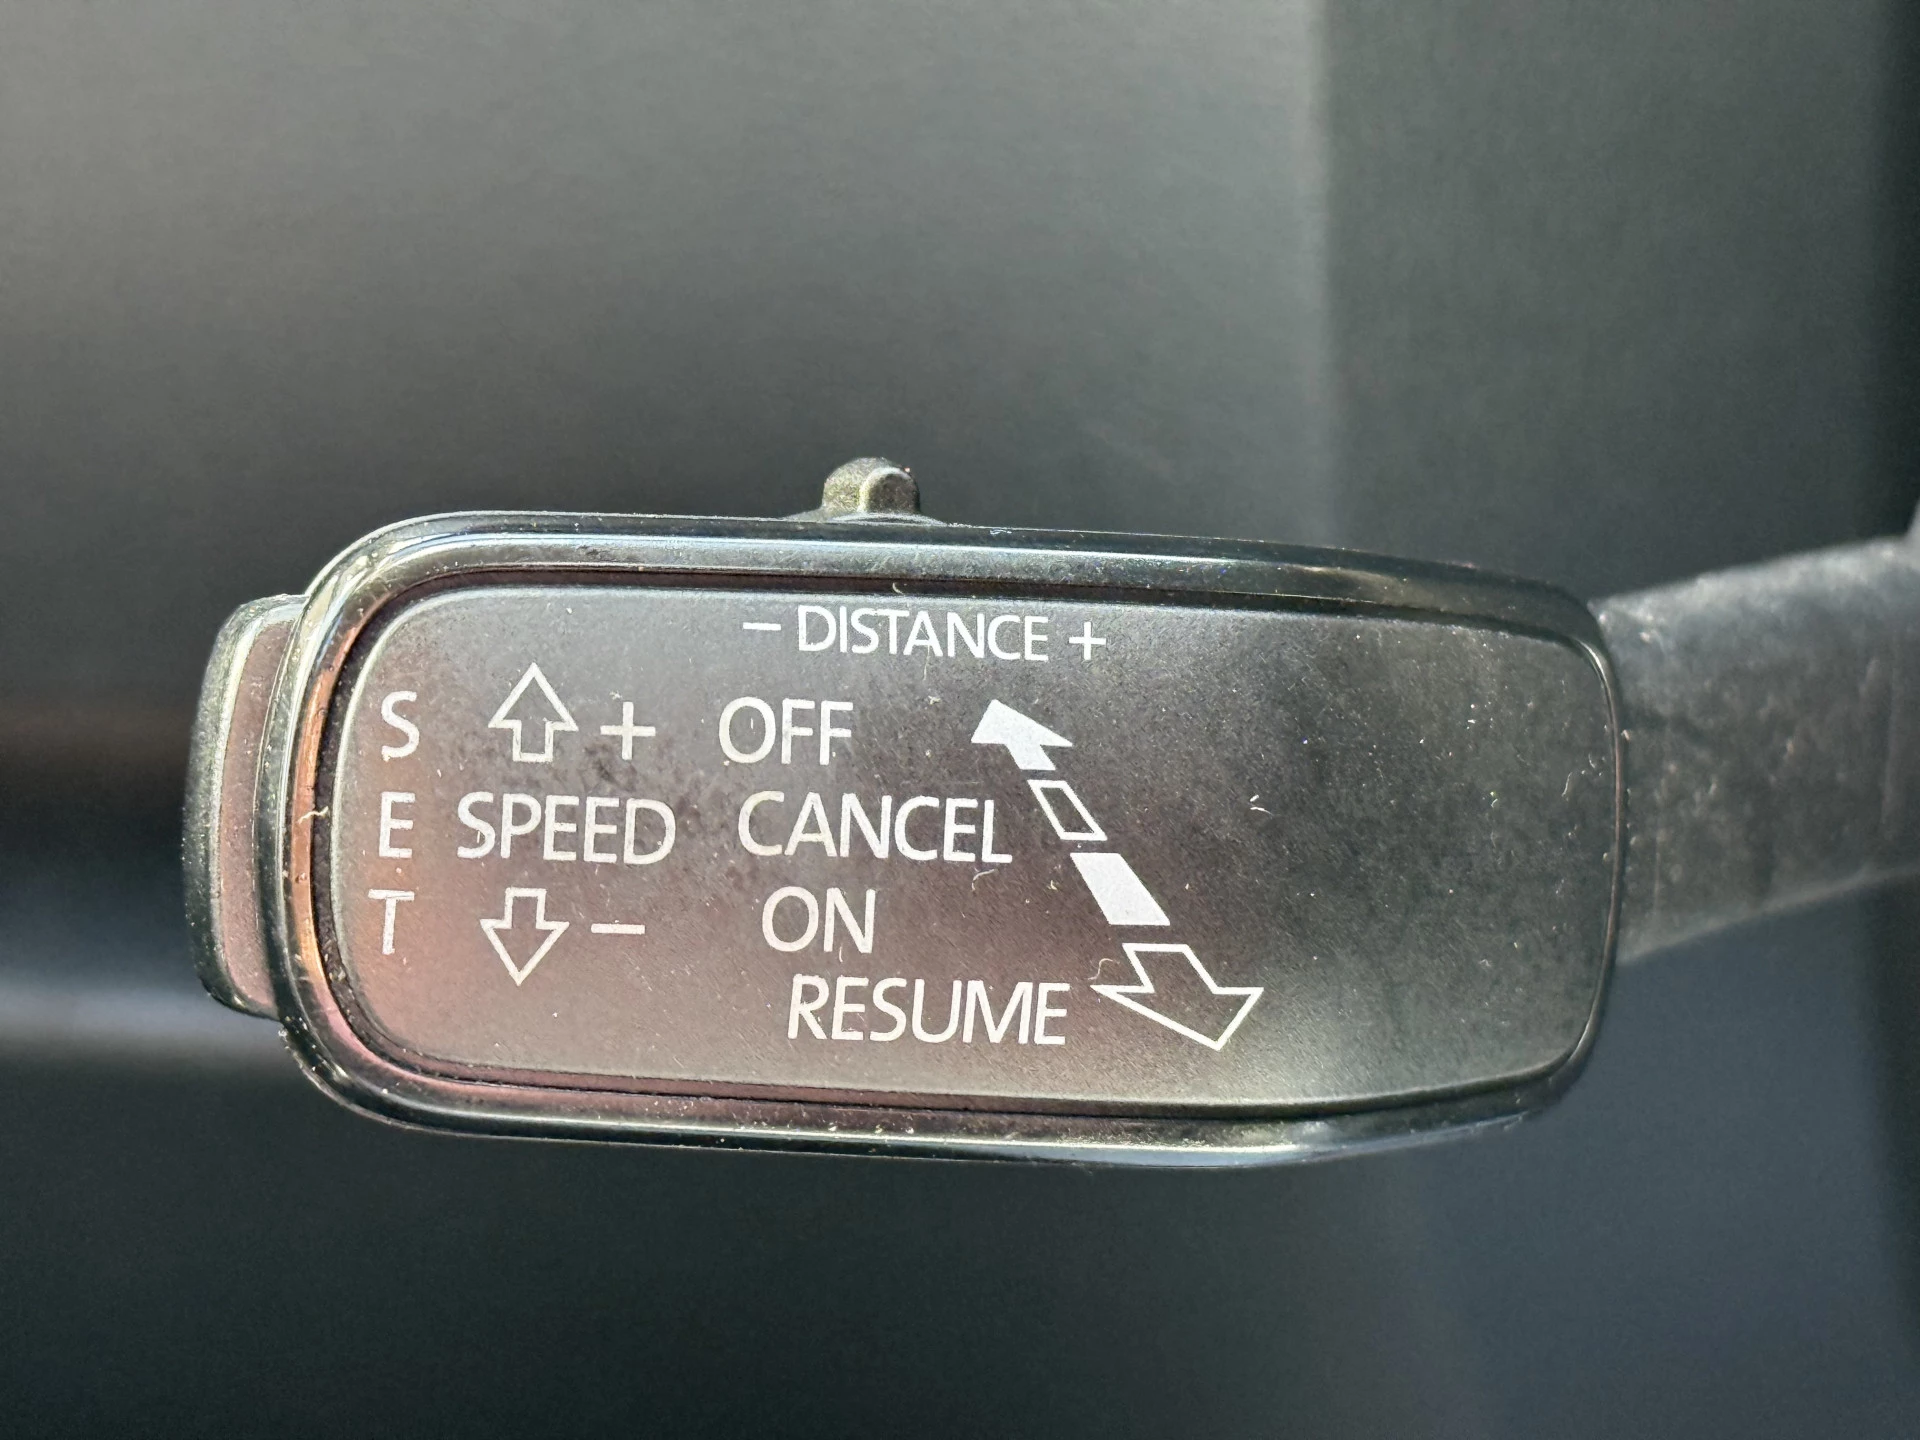 – DISTANCE +
S + OFF
E SPEED CANCEL
T – ON
RESUME